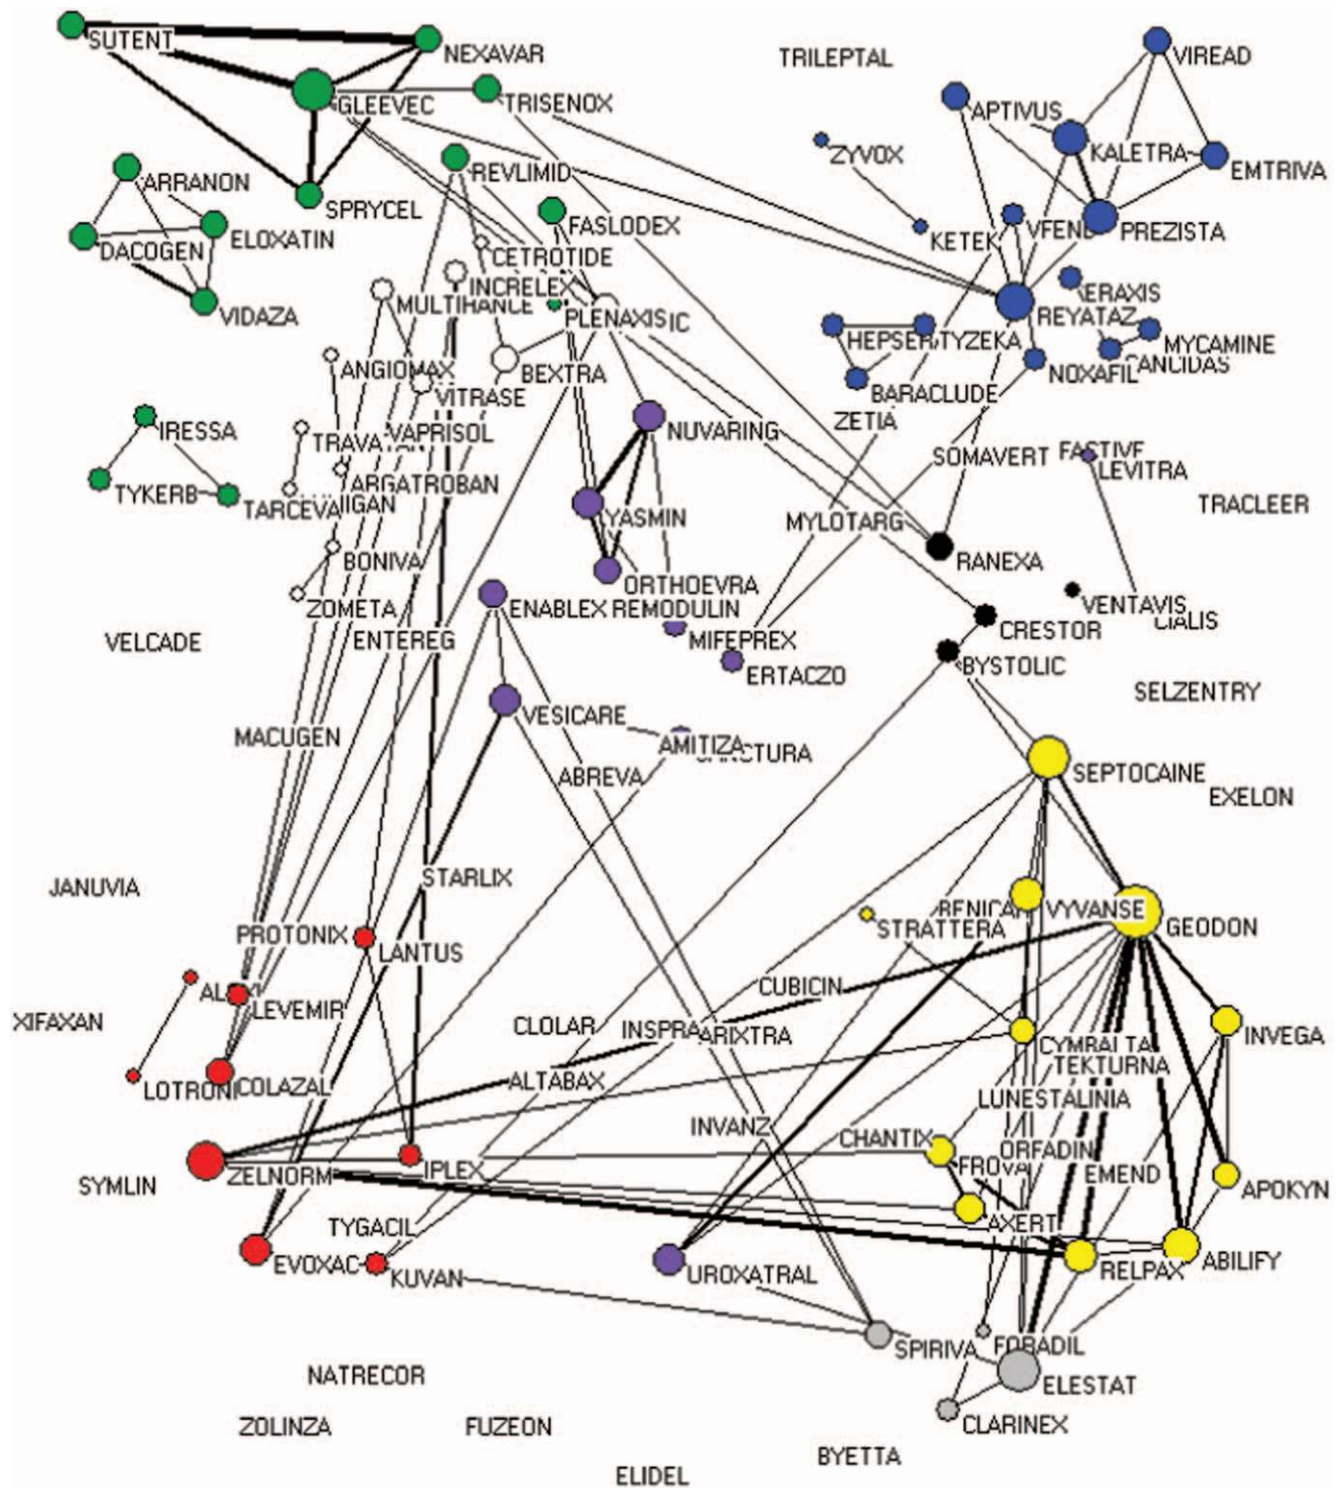 SUTENT
NEXAVAR
TRILEPTAL
VIREAD
GLEEVEC
TRISENOX
APTIVUS
ZYVOX
KALETRA
EMTRIVA
REVLIMID
ARRANON
SPRYCEL
FASLODEX
KETEK
VFEND
PREZISTA
DACOGEN
ELOXATIN
CETROTIDE
INCRELEX
MULTIHANCE
VIDAZA
PLENAXIS
REYATAZ
TYZEKA
MYCAMINE
CANCIDAS
NOXAFIL
ANGIOMAX
BEXTRA
VITRASE
BARACLUDE
ZETIA
IRESSA
VAPRISOL
NUVARING
SOMAVERT
LEVITRA
TYKERB
ARGATROBAN
TARCEVA
TRACLEER
YASMIN
MYLOTARG
BONIVA
RANEXA
ORTHOEVRA
ZOMETA
ENABLEX
REMODULIN
VENTAVIS
CIALIS
CRESTOR
VELCADE
ENTEREG
MIFEPREX
ERTACZO
BYSTOLIC
SELZENTRY
VESICARE
MACUGEN
AMITIZA
ABREVA
SEPTOCAINE
EXELON
JANUVIA
STARLIX
STRATTERA
VYVANSE
GEODON
PROTONIX
LANTUS
CUBICIN
LEVEMIR
XIFAXAN
CLOLAR
INSPRA
ARIXTRA
INVEGA
CYMBALTA
TEKTURNA
COLAZAL
ALTABAX
LUNESTA
INVANZ
CHANTIX
ORFADIN
SYMLIN
ZELNORM
IPLEX
FROVA
EMEND
APOKYN
TYGACIL
AXERT
EVOXAC
KUVAN
UROXATRAL
RELPAX
ABILIFY
SPIRIVA
FORADIL
NATRECOR
ELESTAT
ZOLINZA
FUZEON
CLARINEX
BYETTA
ELIDEL